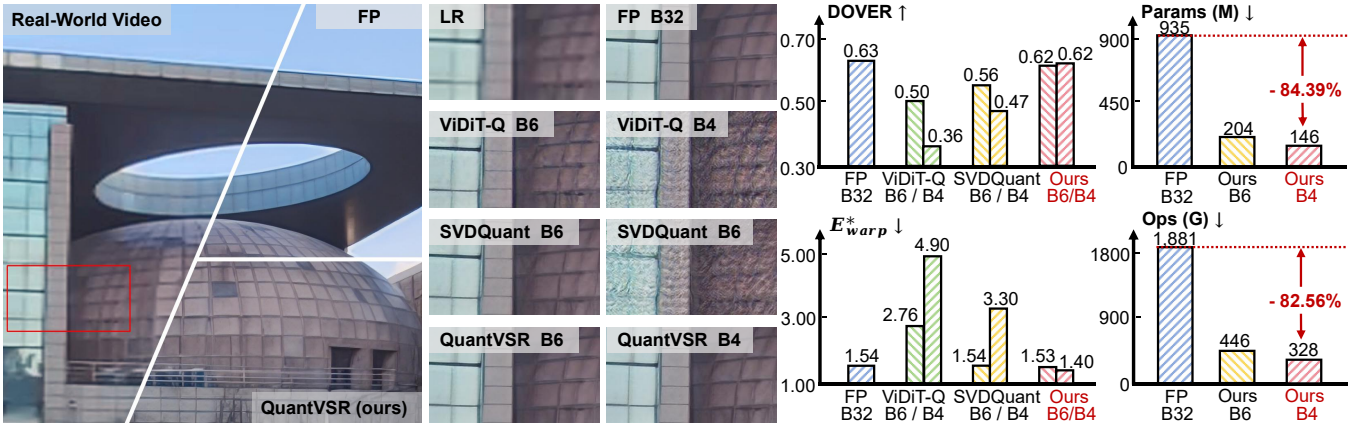 Real-World Video
FP
QuantVSR (ours)
LR
FP B32
ViDiT-Q B6
ViDiT-Q B4
SVDQuant B6
SVDQuant B6
QuantVSR B6
QuantVSR B4
DOVER ↑
0.70
0.50
0.30
0.63
0.50
0.36
0.56
0.47
0.62
0.62
FP
B32
ViDiT-Q
B6 / B4
SVDQuant
B6 / B4
Ours
B6/B4
Params (M) ↓
900
450
0
935
204
146
- 84.39%
FP
B32
Ours
B6
Ours
B4
E*warp ↓
5.00
3.00
1.00
1.54
2.76
4.90
1.54
3.30
1.53
1.40
FP
B32
ViDiT-Q
B6 / B4
SVDQuant
B6 / B4
Ours
B6/B4
Ops (G) ↓
1800
900
0
1,881
446
328
- 82.56%
FP
B32
Ours
B6
Ours
B4